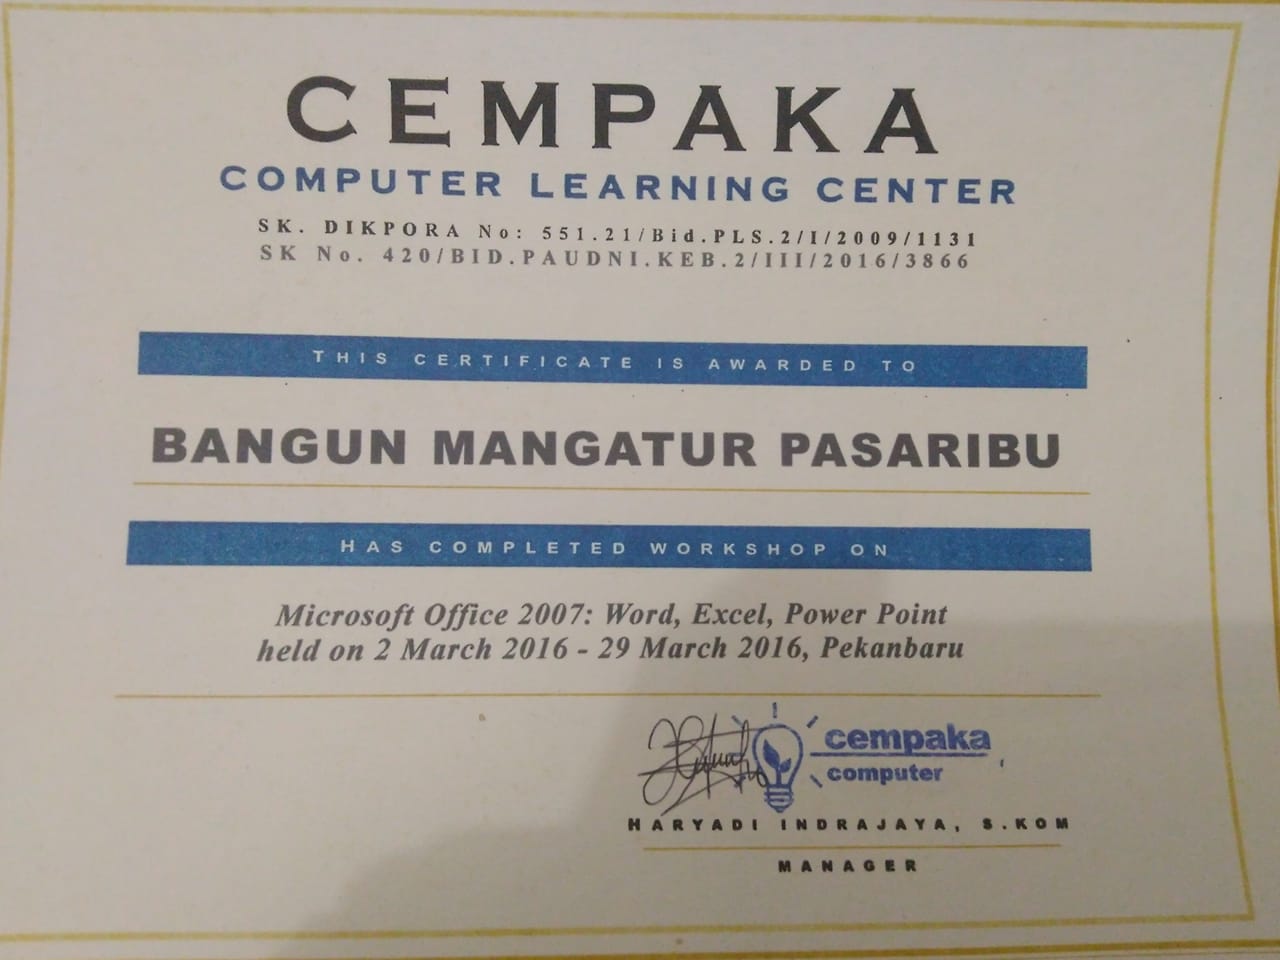 CEMPAKA
COMPUTER LEARNING CENTER
SK. DIKPORA No: 551.21/Bid.PLS.2/I/2009/1131
SK No. 420/BID.PAUDNI.KEB.2/III/2016/3866
THIS CERTIFICATE IS AWARDED TO
BANGUN MANGATUR PASARIBU
HAS COMPLETED WORKSHOP ON
Microsoft Office 2007: Word, Excel, Power Point
held on 2 March 2016 - 29 March 2016, Pekanbaru
cempaka
computer
HARYADI INDRAJAYA, S.KOM
MANAGER